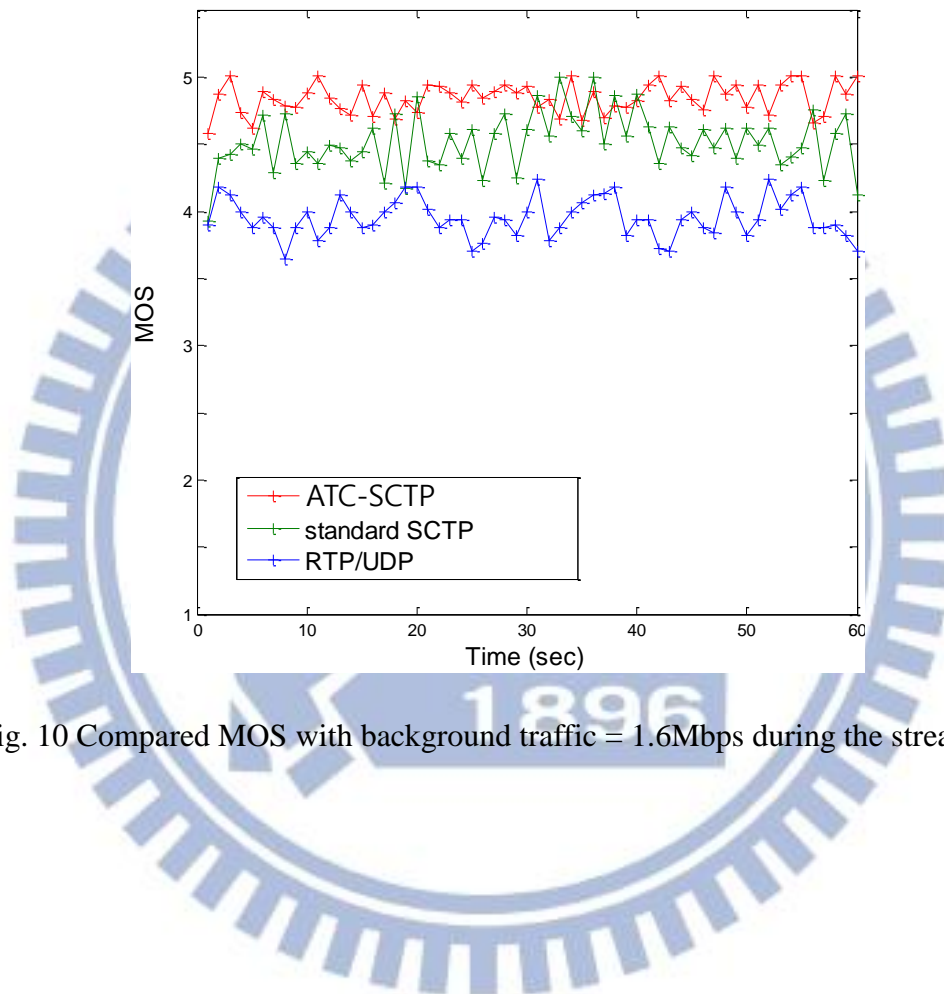 5
4
3
2
1
MOS
ATC-SCTP
standard SCTP
RTP/UDP
0 10 20 30 40 50 60
Time (sec)
1896
ig. 10 Compared MOS with background traffic = 1.6Mbps during the strea